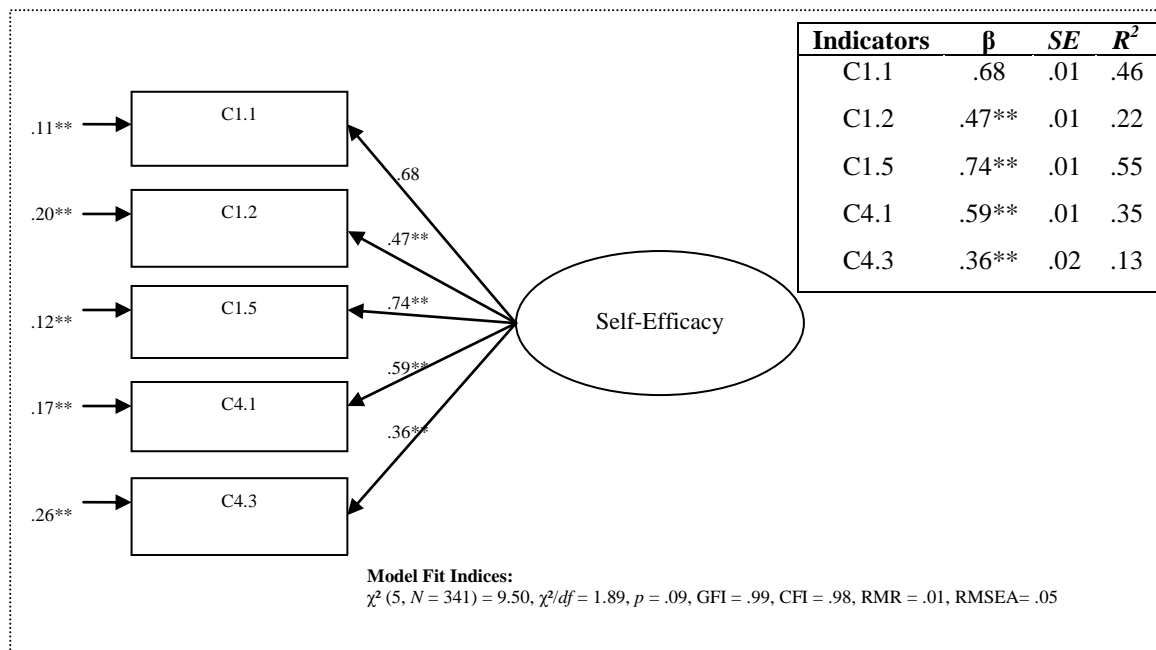 Indicators β SE R²
C1.1 .68 .01 .46
C1.2 .47** .01 .22
C1.5 .74** .01 .55
C4.1 .59** .01 .35
C4.3 .36** .02 .13
C1.1
.11**
.68
C1.2
.20**
.47**
C1.5
.12**
.74**
Self-Efficacy
.59**
C4.1
.17**
.36**
C4.3
.26**
Model Fit Indices:
χ² (5, N = 341) = 9.50, χ²/df = 1.89, p = .09, GFI = .99, CFI = .98, RMR = .01, RMSEA= .05